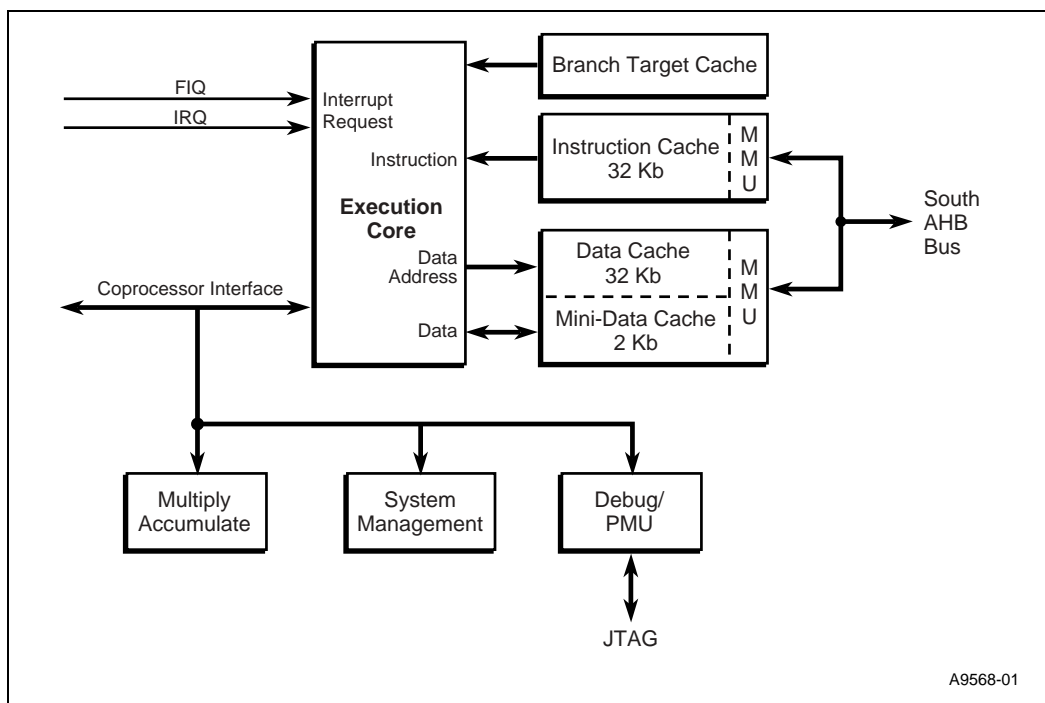 Branch Target Cache
FIQ
IRQ
Interrupt
Request
Instruction
Instruction Cache
32 Kb
M
M
U
Execution
Core
South
AHB
Bus
Data
Address
Data Cache
32 Kb
M
M
U
Coprocessor Interface
Data
Mini-Data Cache
2 Kb
Multiply
Accumulate
System
Management
Debug/
PMU
JTAG
A9568-01